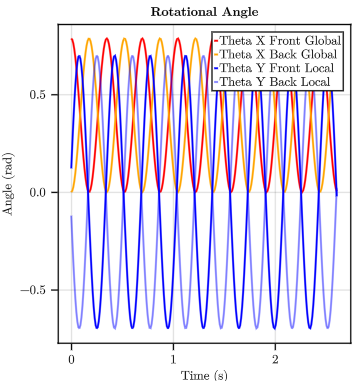 Rotational Angle
Theta X Front Global
Theta X Back Global
Theta Y Front Local
Theta Y Back Local
Angle (rad)
0.5
0.0
−0.5
0
1
2
Time (s)